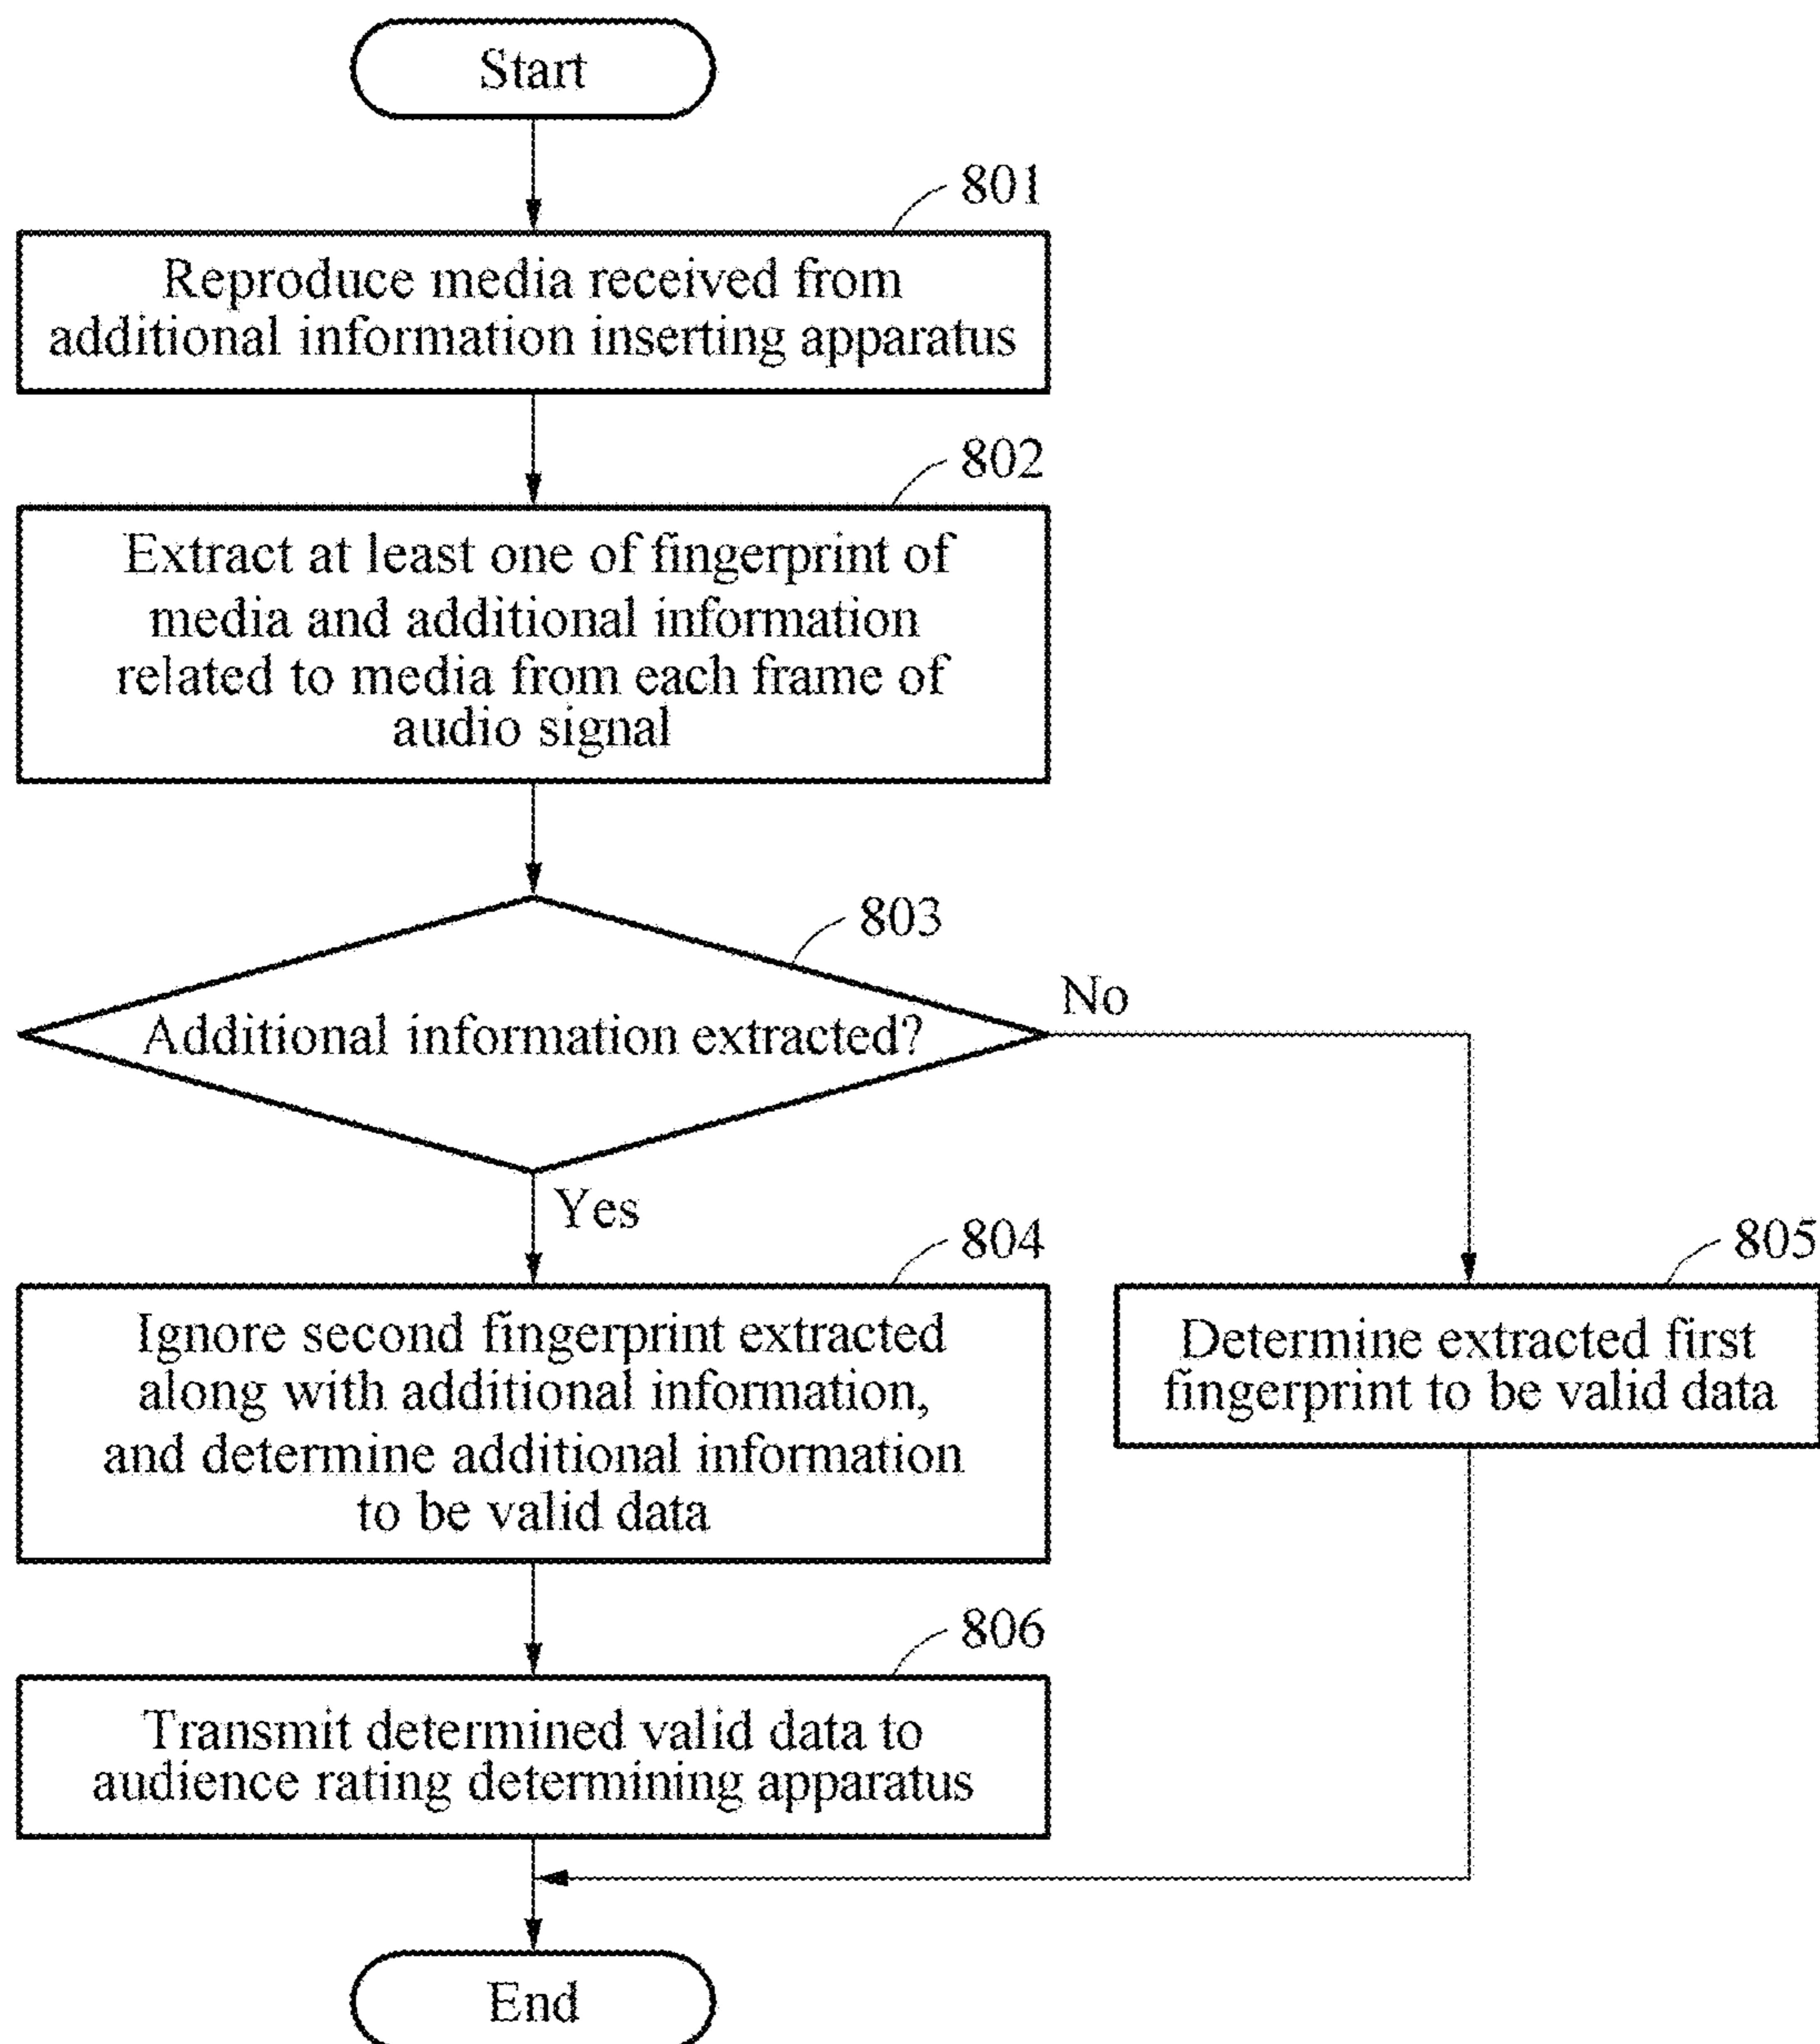 Start
801
Reproduce media received from
additional information inserting apparatus
802
Extract at least one of fingerprint of
media and additional information
related to media from each frame of
audio signal
803
Additional information extracted?
No
Yes
804
Ignore second fingerprint extracted
along with additional information,
and determine additional information
to be valid data
805
Determine extracted first
fingerprint to be valid data
806
Transmit determined valid data to
audience rating determining apparatus
End